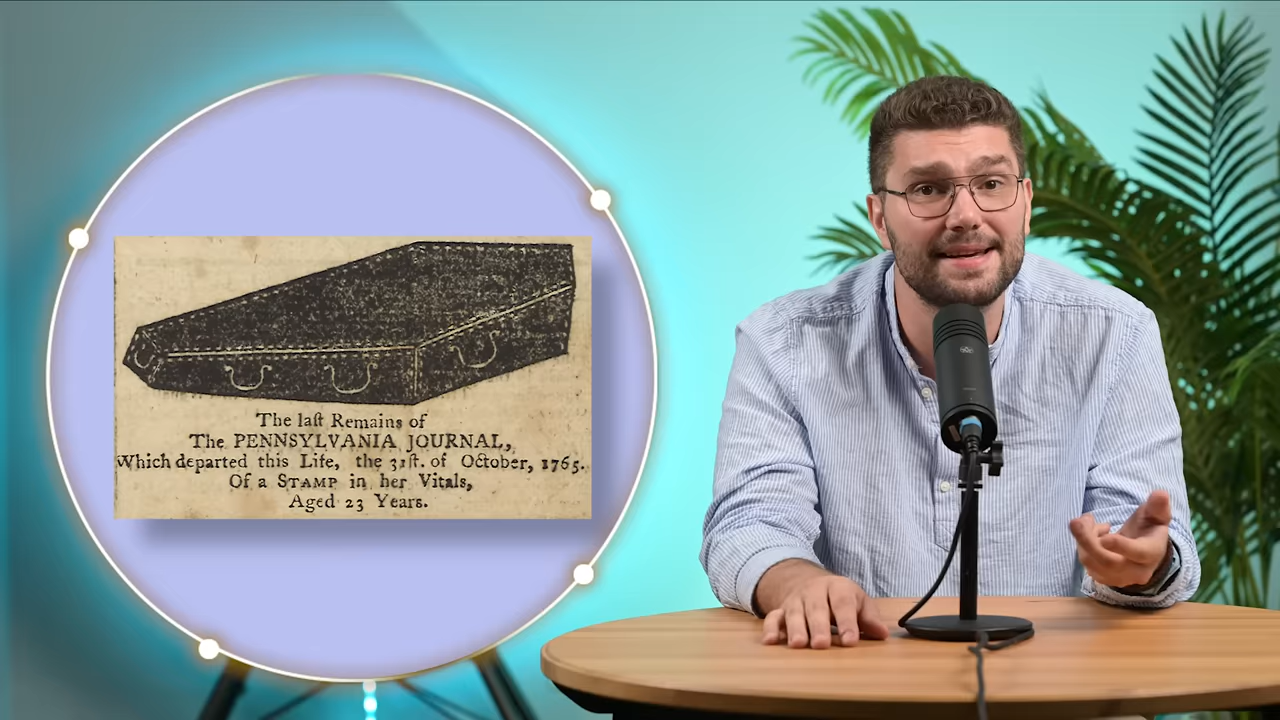 The laſt Remains of
The PENNSYLVANIA JOURNAL,
Which departed this Life, the 31ſt. of October, 1765.
Of a STAMP in her Vitals,
Aged 23 Years.